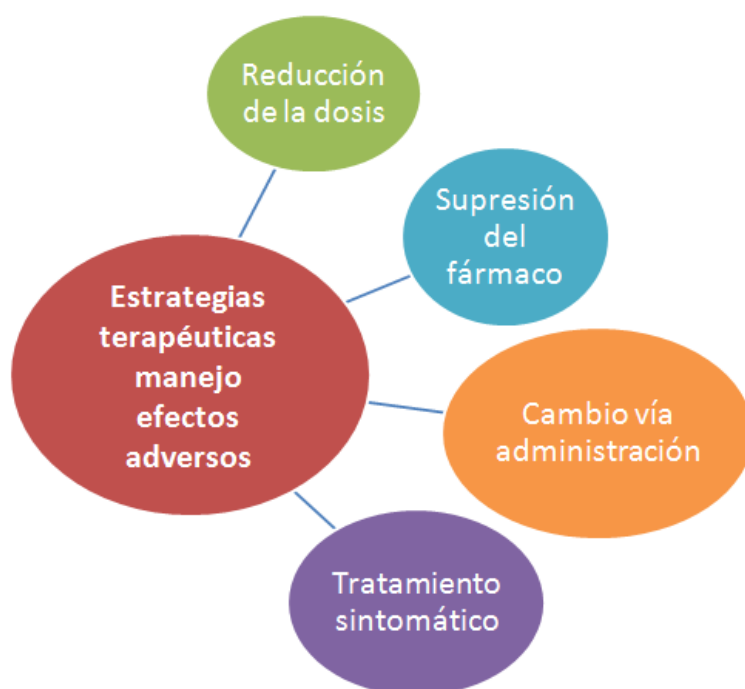 Reducción
de la dosis
Supresión
del
fármaco
Estrategias
terapéuticas
manejo
efectos
adversos
Cambio vía
administración
Tratamiento
sintomático